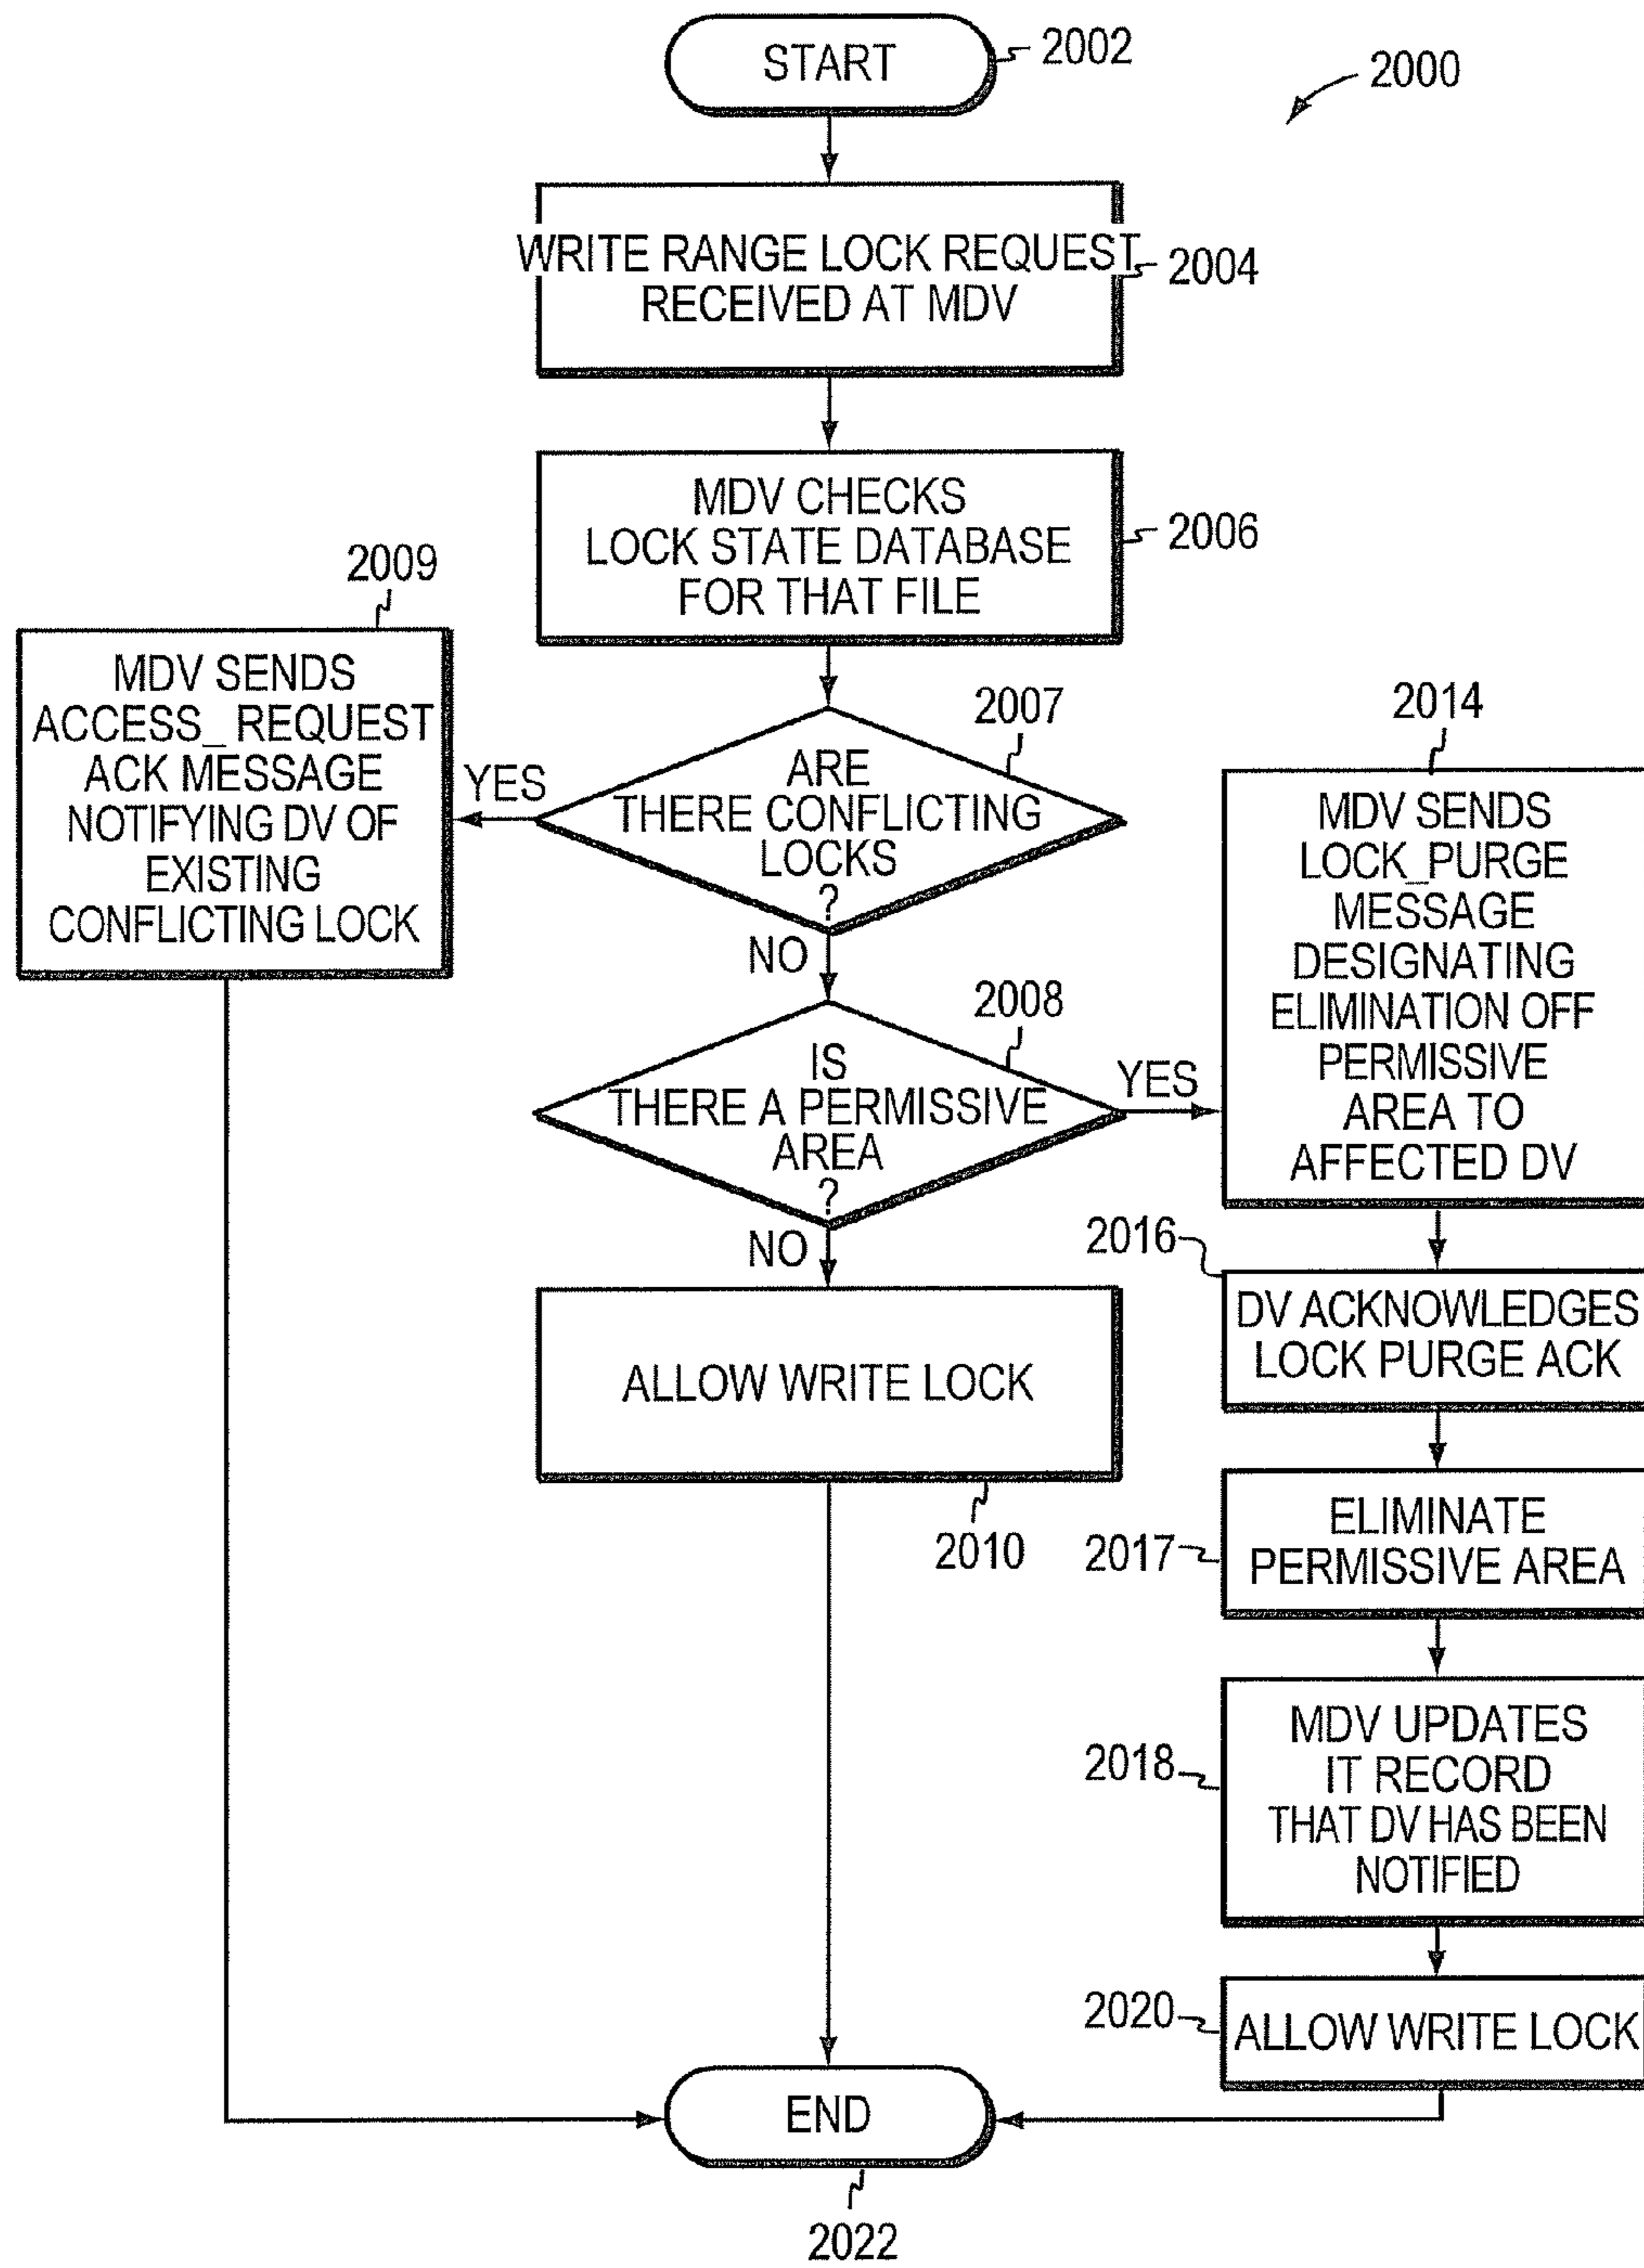 START
2002
2000
WRITE RANGE LOCK REQUEST
RECEIVED AT MDV
2004
MDV CHECKS
LOCK STATE DATABASE
FOR THAT FILE
2006
2009
MDV SENDS
ACCESS_ REQUEST
ACK MESSAGE
NOTIFYING DV OF
EXISTING
CONFLICTING LOCK
YES
2007
ARE
THERE CONFLICTING
LOCKS
?
NO
2008
IS
THERE A PERMISSIVE
AREA
?
YES
NO
2014
MDV SENDS
LOCK_PURGE
MESSAGE
DESIGNATING
ELIMINATION OFF
PERMISSIVE
AREA TO
AFFECTED DV
ALLOW WRITE LOCK
2010
2016
DV ACKNOWLEDGES
LOCK PURGE ACK
2017
ELIMINATE
PERMISSIVE AREA
2018
MDV UPDATES
IT RECORD
THAT DV HAS BEEN
NOTIFIED
2020
ALLOW WRITE LOCK
END
2022